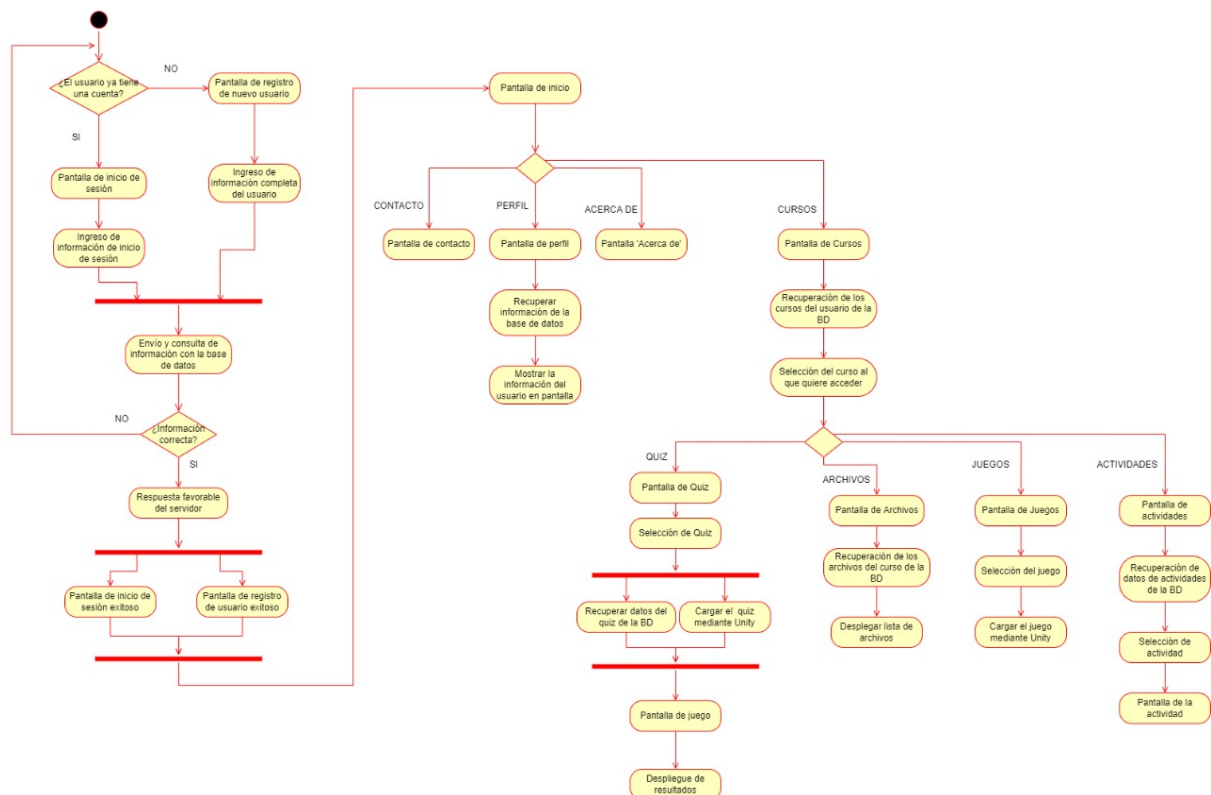 ¿El usuario ya tiene
una cuenta?
NO
Pantalla de registro
de nuevo usuario
SI
Pantalla de inicio de
sesión
Ingreso de
información completa
del usuario
Ingreso de
información de inicio
de sesión
Envío y consulta de
información con la base
de datos
NO
¿Información
correcta?
SI
Respuesta favorable
del servidor
Pantalla de inicio de
sesión exitoso
Pantalla de registro
de usuario exitoso
Pantalla de inicio
CONTACTO
PERFIL
ACERCA DE
CURSOS
Pantalla de contacto
Pantalla de perfil
Pantalla 'Acerca de'
Pantalla de Cursos
Recuperar
información de la
base de datos
Mostrar la
información del
usuario en pantalla
Recuperación de los
cursos del usuario de la
BD
Selección del curso al
que quiere acceder
QUIZ
ARCHIVOS
JUEGOS
ACTIVIDADES
Pantalla de Quiz
Selección de Quiz
Recuperar datos del
quiz de la BD
Cargar el quiz
mediante Unity
Pantalla de juego
Despliegue de
resultados
Pantalla de Archivos
Recuperación de los
archivos del curso de la
BD
Desplegar lista de
archivos
Pantalla de Juegos
Selección del juego
Cargar el juego
mediante Unity
Pantalla de
actividades
Recuperación de
datos de actividades
de la BD
Selección de
actividad
Pantalla de la
actividad